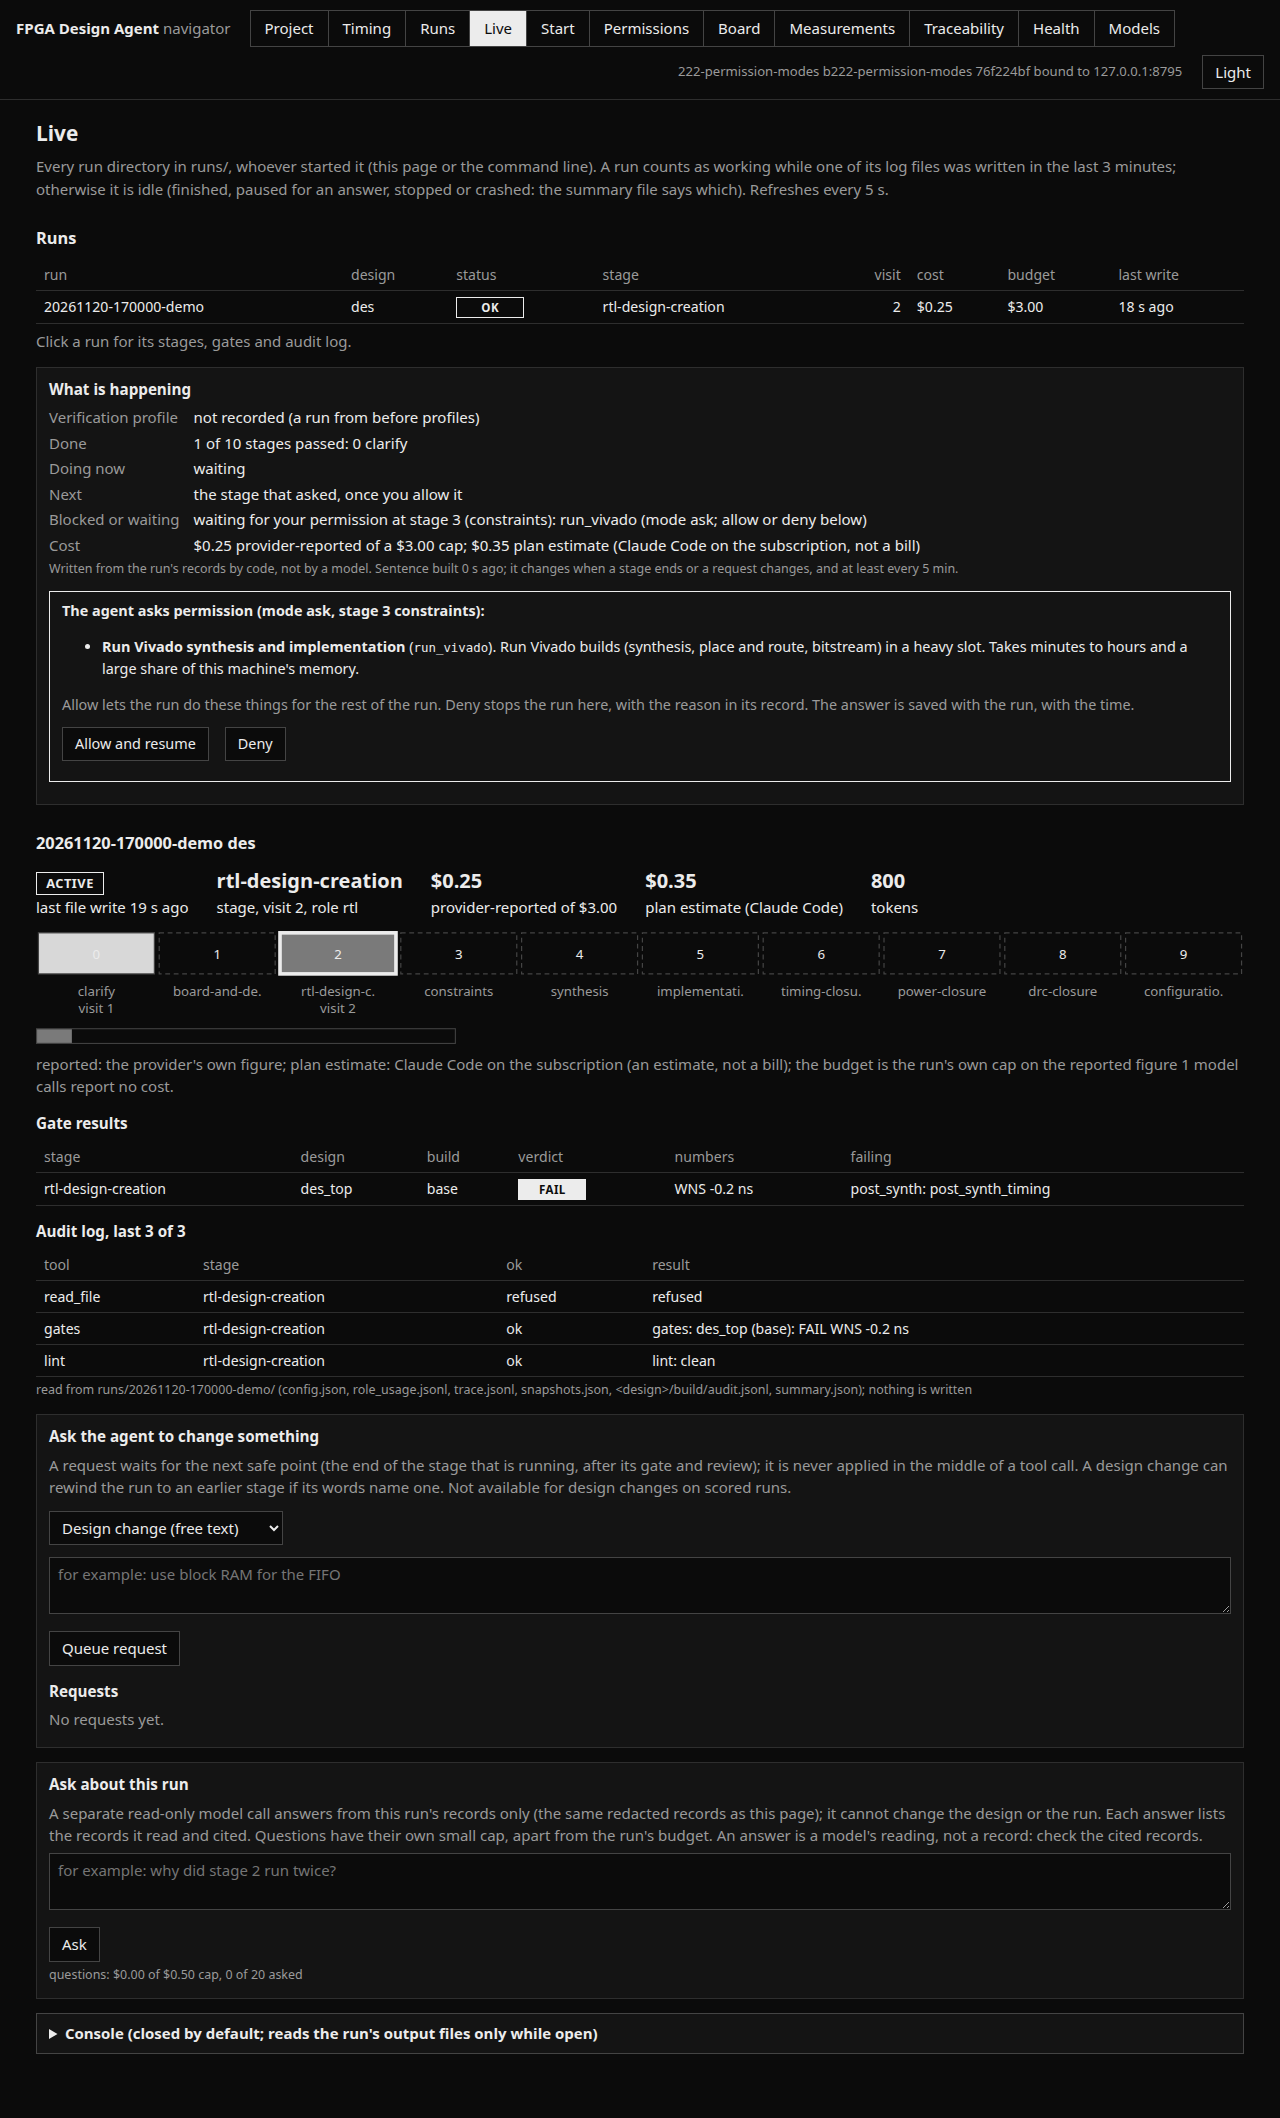 FPGA Design Agent navigator
Project Timing Runs Live Start Permissions Board Measurements Traceability Health Models
222-permission-modes b222-permission-modes 76f224bf bound to 127.0.0.1:8795
Light
Live
Every run directory in runs/, whoever started it (this page or the command line). A run counts as working while one of its log files was written in the last 3 minutes;
otherwise it is idle (finished, paused for an answer, stopped or crashed: the summary file says which). Refreshes every 5 s.
Runs
run design status stage visit cost budget last write
20261120-170000-demo des OK rtl-design-creation 2 $0.25 $3.00 18 s ago
Click a run for its stages, gates and audit log.
What is happening
Verification profile not recorded (a run from before profiles)
Done 1 of 10 stages passed: 0 clarify
Doing now waiting
Next the stage that asked, once you allow it
Blocked or waiting waiting for your permission at stage 3 (constraints): run_vivado (mode ask; allow or deny below)
Cost $0.25 provider-reported of a $3.00 cap; $0.35 plan estimate (Claude Code on the subscription, not a bill)
Written from the run's records by code, not by a model. Sentence built 0 s ago; it changes when a stage ends or a request changes, and at least every 5 min.
The agent asks permission (mode ask, stage 3 constraints):
• Run Vivado synthesis and implementation (run_vivado). Run Vivado builds (synthesis, place and route, bitstream) in a heavy slot. Takes minutes to hours and a
large share of this machine's memory.
Allow lets the run do these things for the rest of the run. Deny stops the run here, with the reason in its record. The answer is saved with the run, with the time.
Allow and resume Deny
20261120-170000-demo des
ACTIVE rtl-design-creation $0.25 $0.35 800
last file write 19 s ago stage, visit 2, role rtl provider-reported of $3.00 plan estimate (Claude Code) tokens
0 1 2 3 4 5 6 7 8 9
clarify board-and-de. rtl-design-c. constraints synthesis implementati. timing-closu. power-closure drc-closure configuratio.
visit 1 visit 2
reported: the provider's own figure; plan estimate: Claude Code on the subscription (an estimate, not a bill); the budget is the run's own cap on the reported figure 1 model
calls report no cost.
Gate results
stage design build verdict numbers failing
rtl-design-creation des_top base FAIL WNS -0.2 ns post_synth: post_synth_timing
Audit log, last 3 of 3
tool stage ok result
read_file rtl-design-creation refused refused
gates rtl-design-creation ok gates: des_top (base): FAIL WNS -0.2 ns
lint rtl-design-creation ok lint: clean
read from runs/20261120-170000-demo/ (config.json, role_usage.jsonl, trace.jsonl, snapshots.json, <design>/build/audit.jsonl, summary.json); nothing is written
Ask the agent to change something
A request waits for the next safe point (the end of the stage that is running, after its gate and review); it is never applied in the middle of a tool call. A design change can
rewind the run to an earlier stage if its words name one. Not available for design changes on scored runs.
Design change (free text)
for example: use block RAM for the FIFO
Queue request
Requests
No requests yet.
Ask about this run
A separate read-only model call answers from this run's records only (the same redacted records as this page); it cannot change the design or the run. Each answer lists
the records it read and cited. Questions have their own small cap, apart from the run's budget. An answer is a model's reading, not a record: check the cited records.
for example: why did stage 2 run twice?
Ask
questions: $0.00 of $0.50 cap, 0 of 20 asked
▶ Console (closed by default; reads the run's output files only while open)